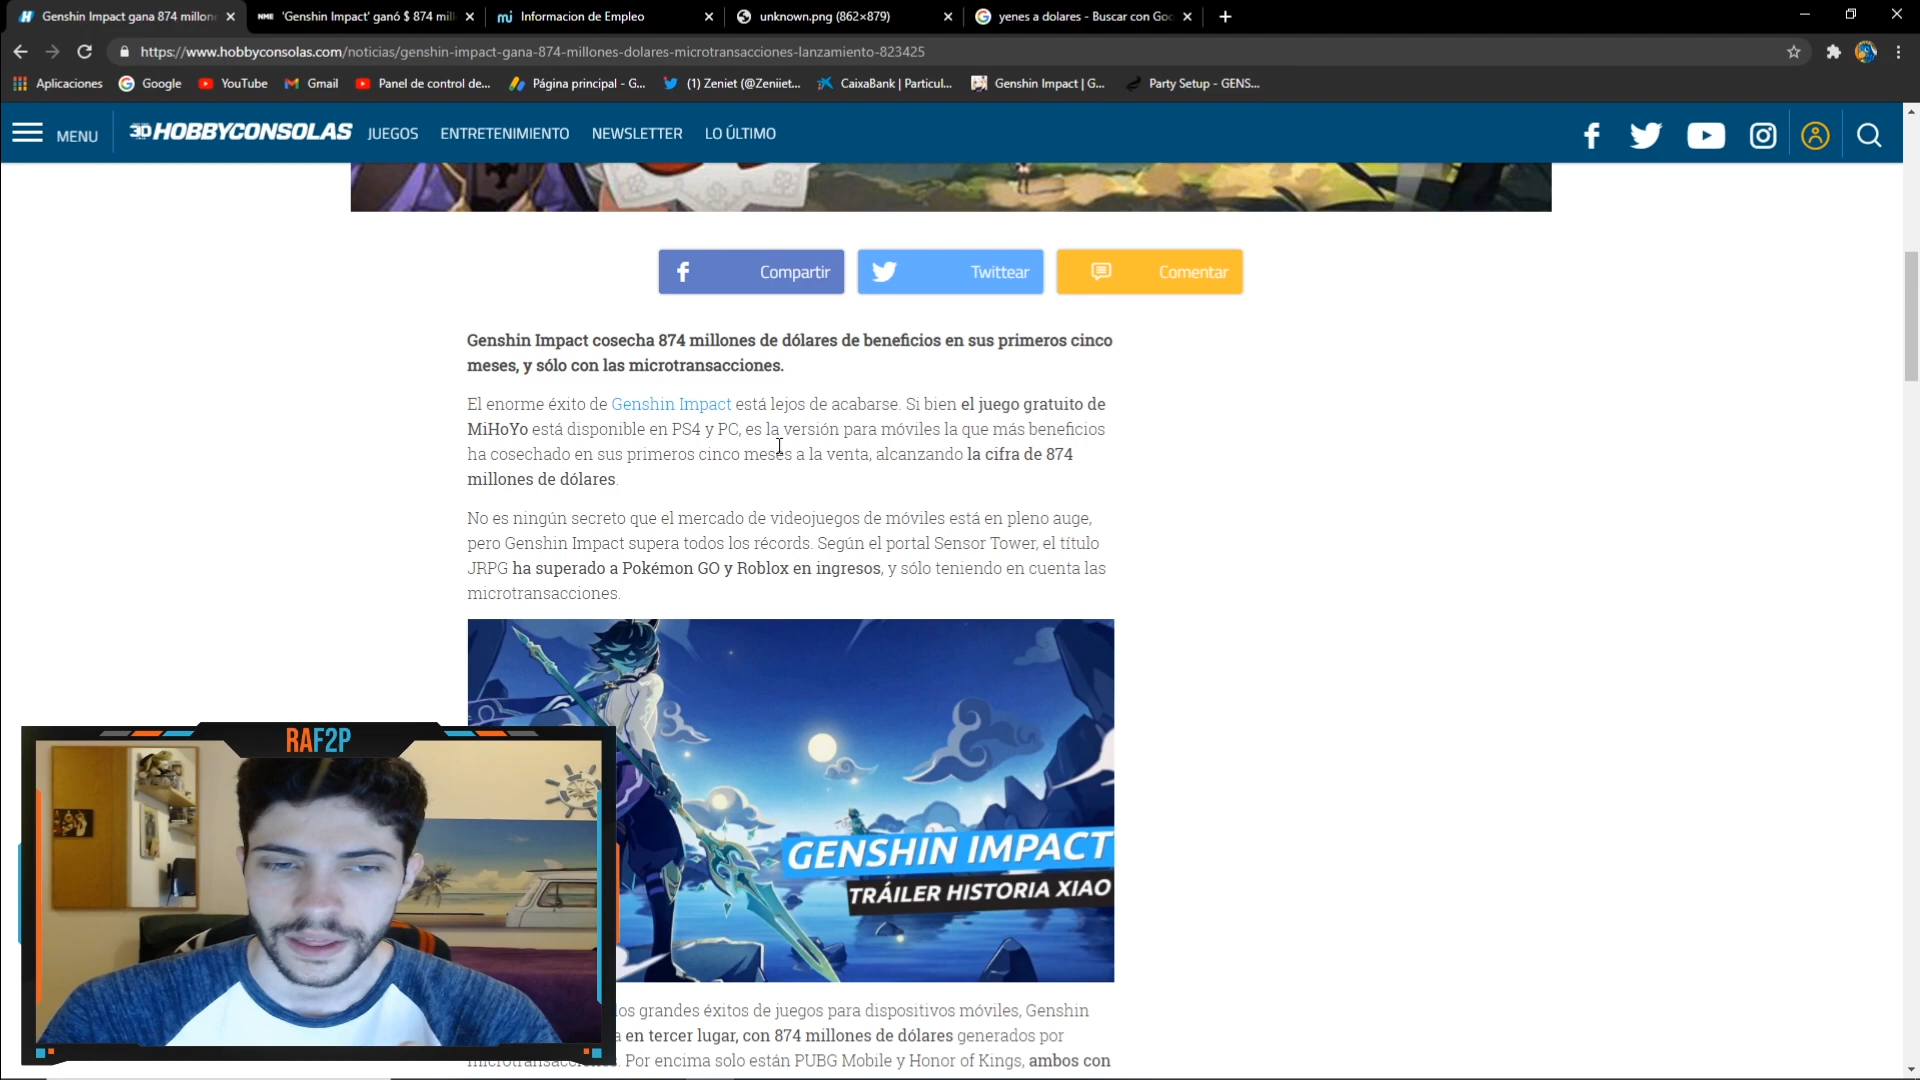 Genshin Impact gana 874 millon
'Genshin Impact' ganó $ 874 mil
Informacion de Empleo
unknown.png (862×879)
yenes a dolares - Buscar con Goo
https://www.hobbyconsolas.com/noticias/genshin-impact-gana-874-millones-dolares-microtransacciones-lanzamiento-823425
Aplicaciones
Google
YouTube
Gmail
Panel de control de...
Página principal - G...
(1) Zeniet (@Zeniiet...
CaixaBank | Particul...
Genshin Impact | G...
Party Setup - GENS...
MENU
3D HOBBYCONSOLAS
JUEGOS
ENTRETENIMIENTO
NEWSLETTER
LO ÚLTIMO
Compartir
Twittear
Comentar
Genshin Impact cosecha 874 millones de dólares de beneficios en sus primeros cinco
meses, y sólo con las microtransacciones.
El enorme éxito de Genshin Impact está lejos de acabarse. Si bien el juego gratuito de
MiHoYo está disponible en PS4 y PC, es la versión para móviles la que más beneficios
ha cosechado en sus primeros cinco meses a la venta, alcanzando la cifra de 874
millones de dólares.
No es ningún secreto que el mercado de videojuegos de móviles está en pleno auge,
pero Genshin Impact supera todos los récords. Según el portal Sensor Tower, el título
JRPG ha superado a Pokémon GO y Roblox en ingresos, y sólo teniendo en cuenta las
microtransacciones.
GENSHIN IMPACT
TRÁILER HISTORIA XIAO
RAF2P
los grandes éxitos de juegos para dispositivos móviles, Genshin
en tercer lugar, con 874 millones de dólares generados por
Por encima solo están PUBG Mobile y Honor of Kings, ambos con